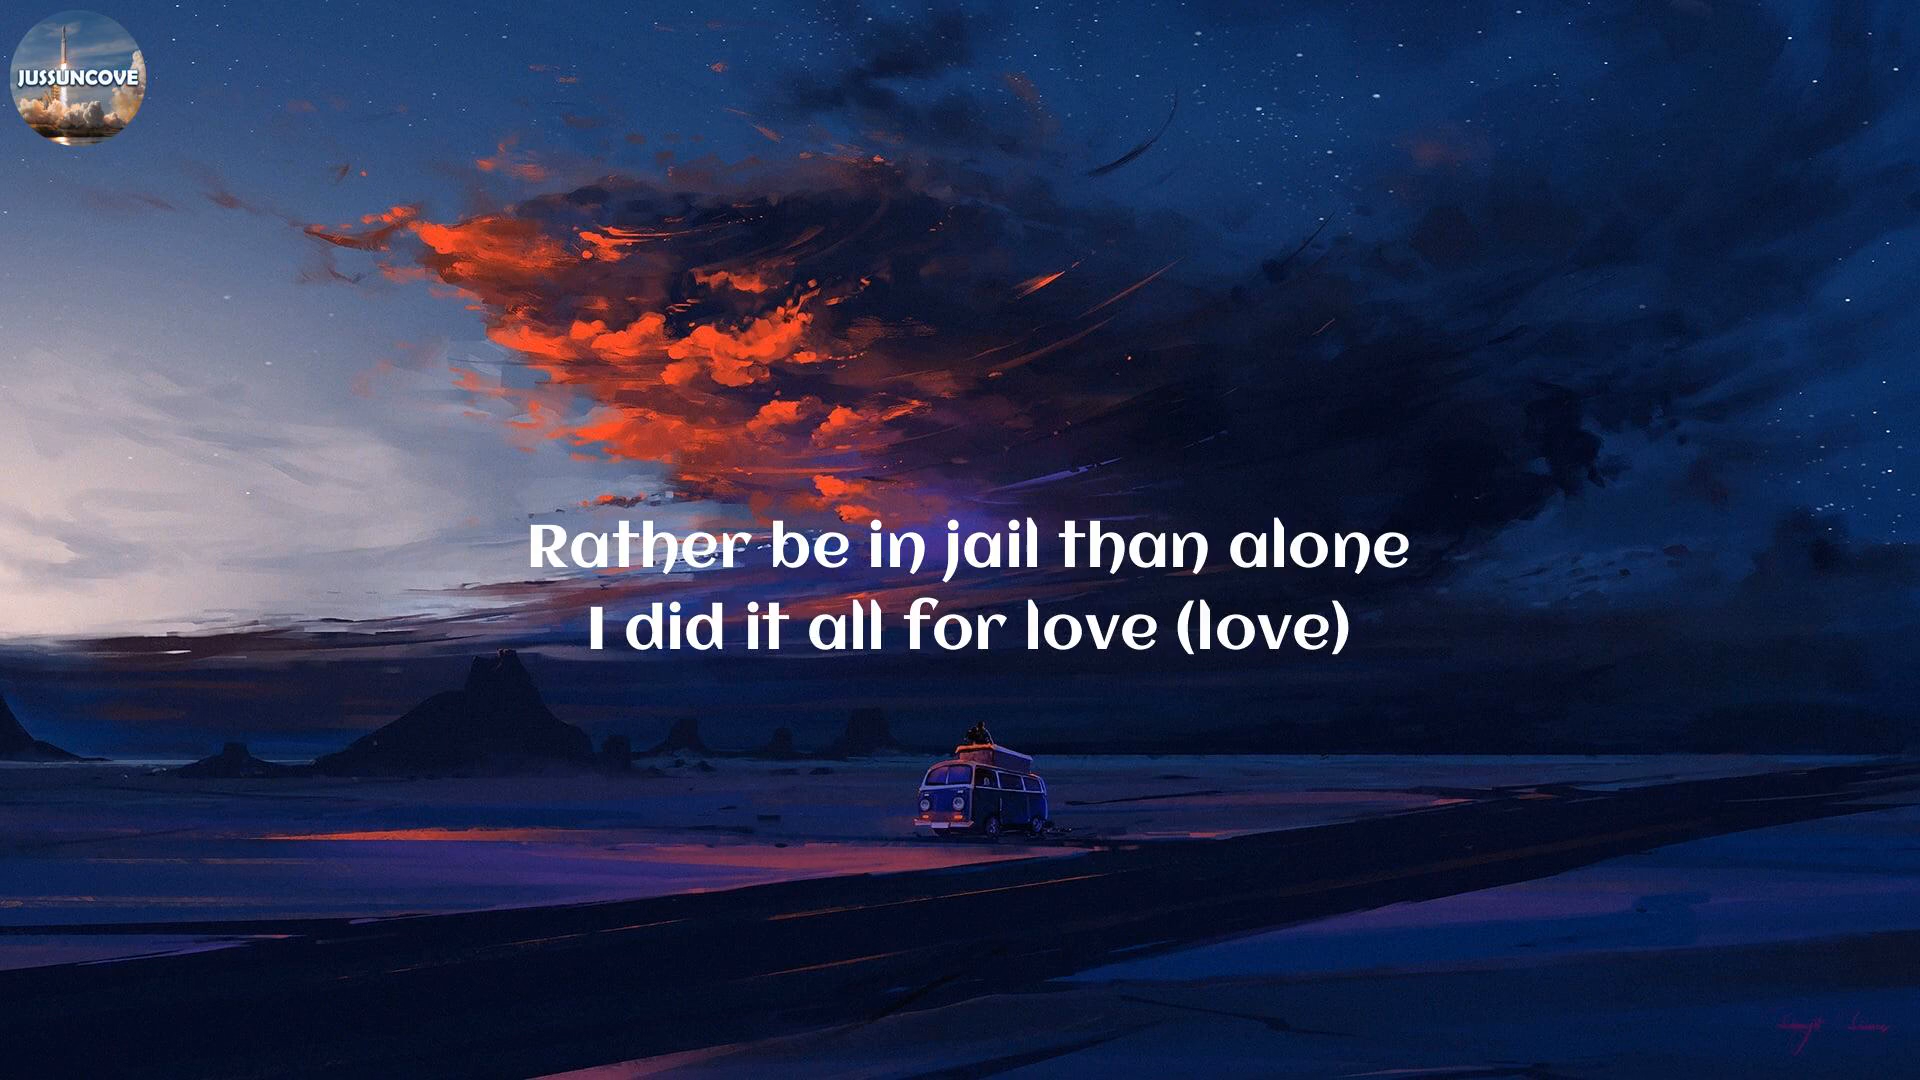 JUSSUNCOVE
Rather be in jail than alone
I did it all for love (love)